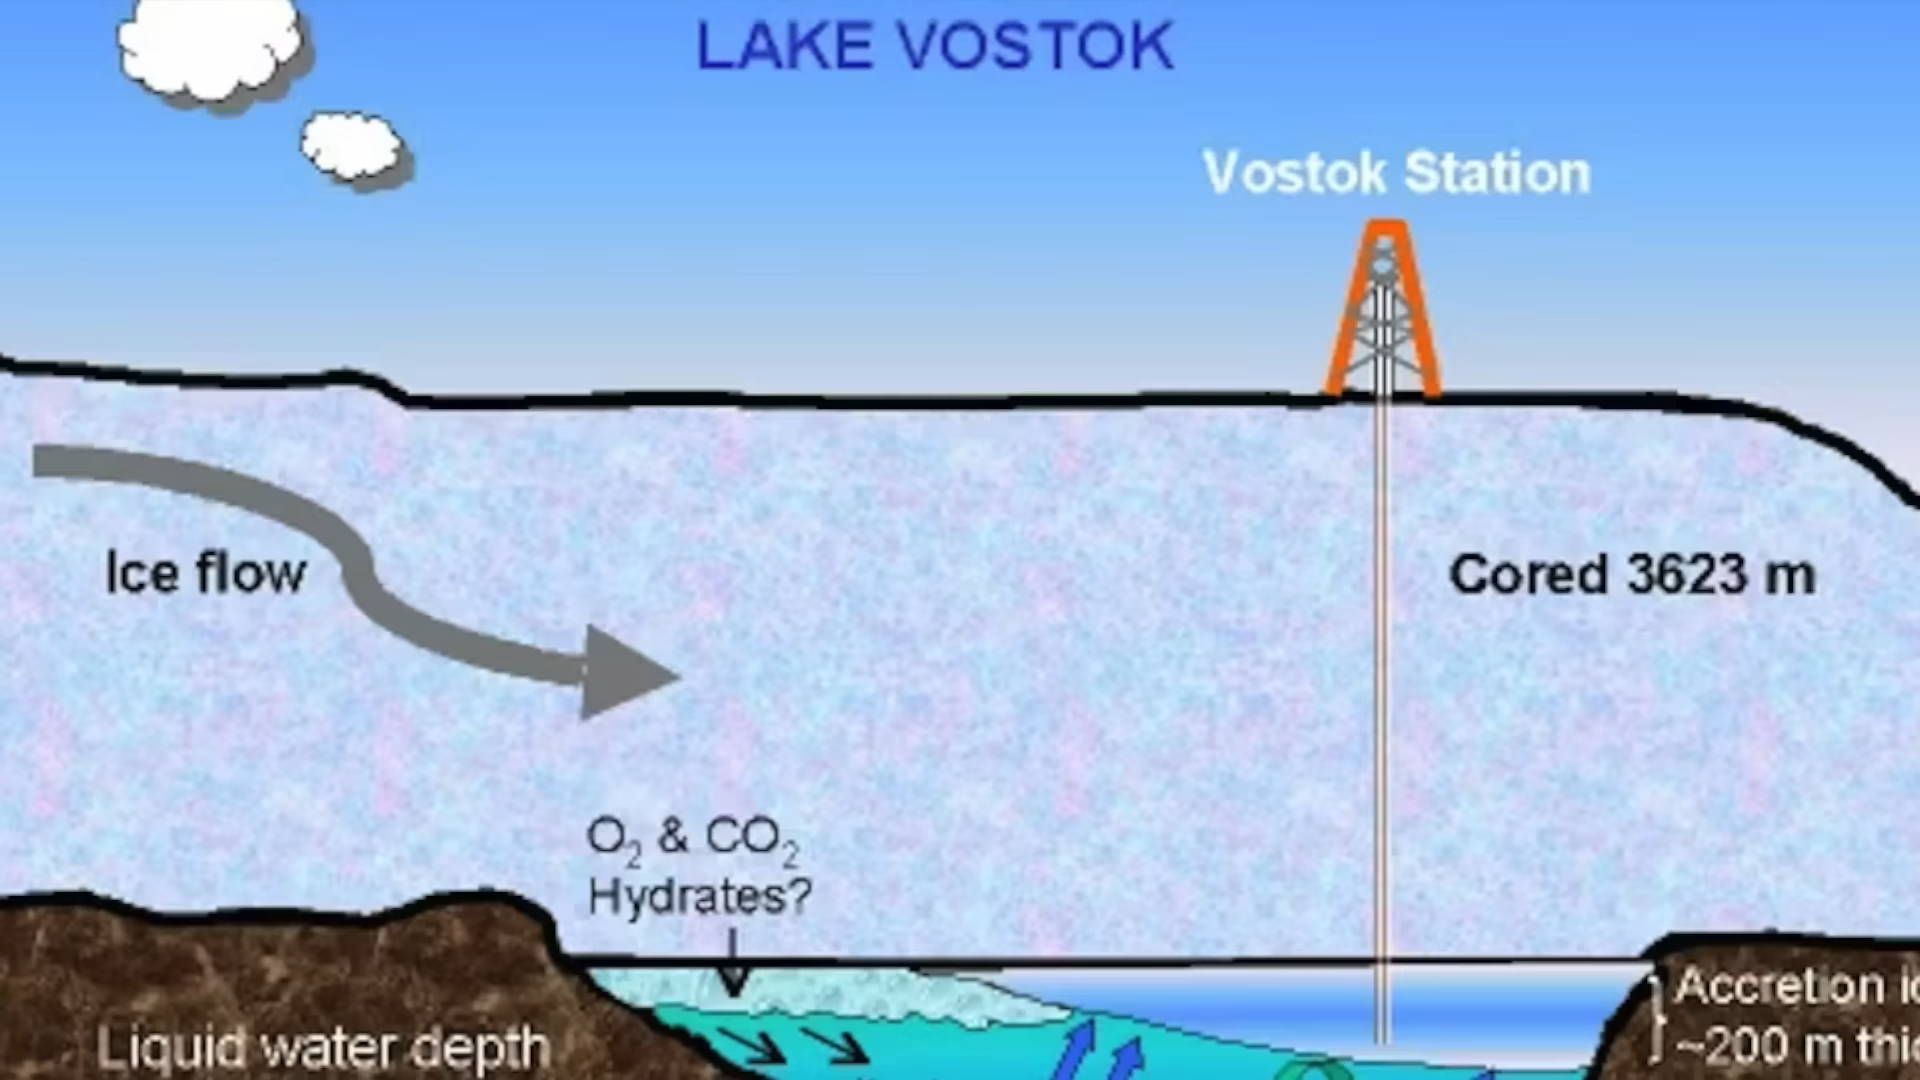 LAKE VOSTOK
Vostok Station
Ice flow
Cored 3623 m
O₂ & CO₂
Hydrates?
Accretion
~200 m
Liquid water depth